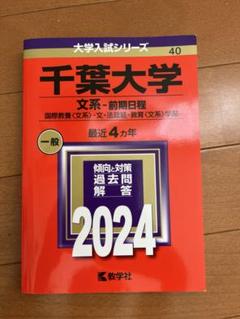 大学入試シリーズ
40
千葉大学
文系-前期日程
国際教養〈文系〉・文・法政経・教育〈文系〉学部
最近4カ年
一般
傾向と対策
過去問
解答
2024
教学社